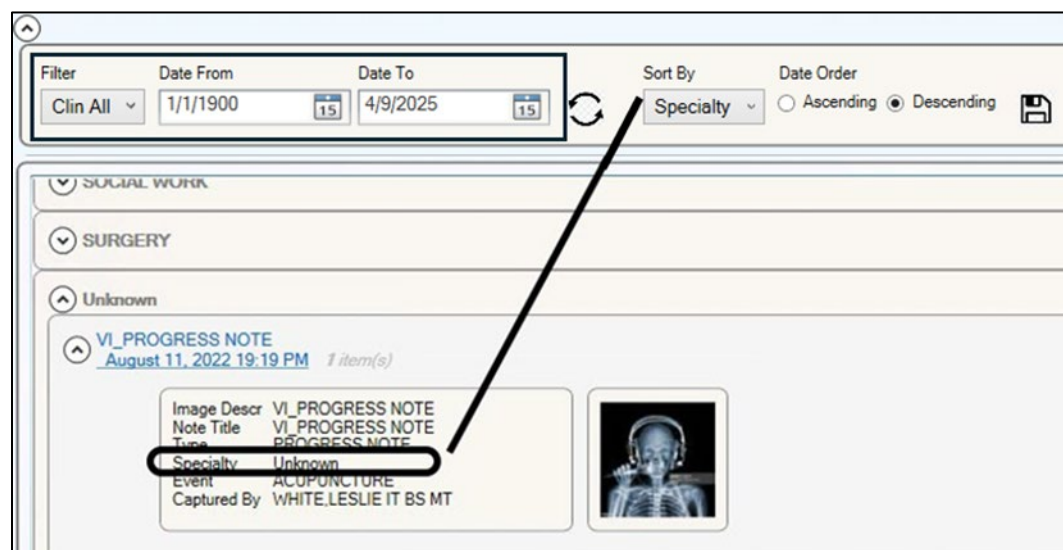 Filter Date From Date To Sort By Date Order
Clin All 1/1/1900 15 4/9/2025 15 Specialty Ascending Descending
SOCIAL WORK
SURGERY
Unknown
VI_PROGRESS NOTE
August 11, 2022 19:19 PM 1 item(s)
Image Descr VI_PROGRESS NOTE
Note Title VI_PROGRESS NOTE
Type PROGRESS NOTE
Specialty Unknown
Event ACUPUNCTURE
Captured By WHITE,LESLIE IT BS MT